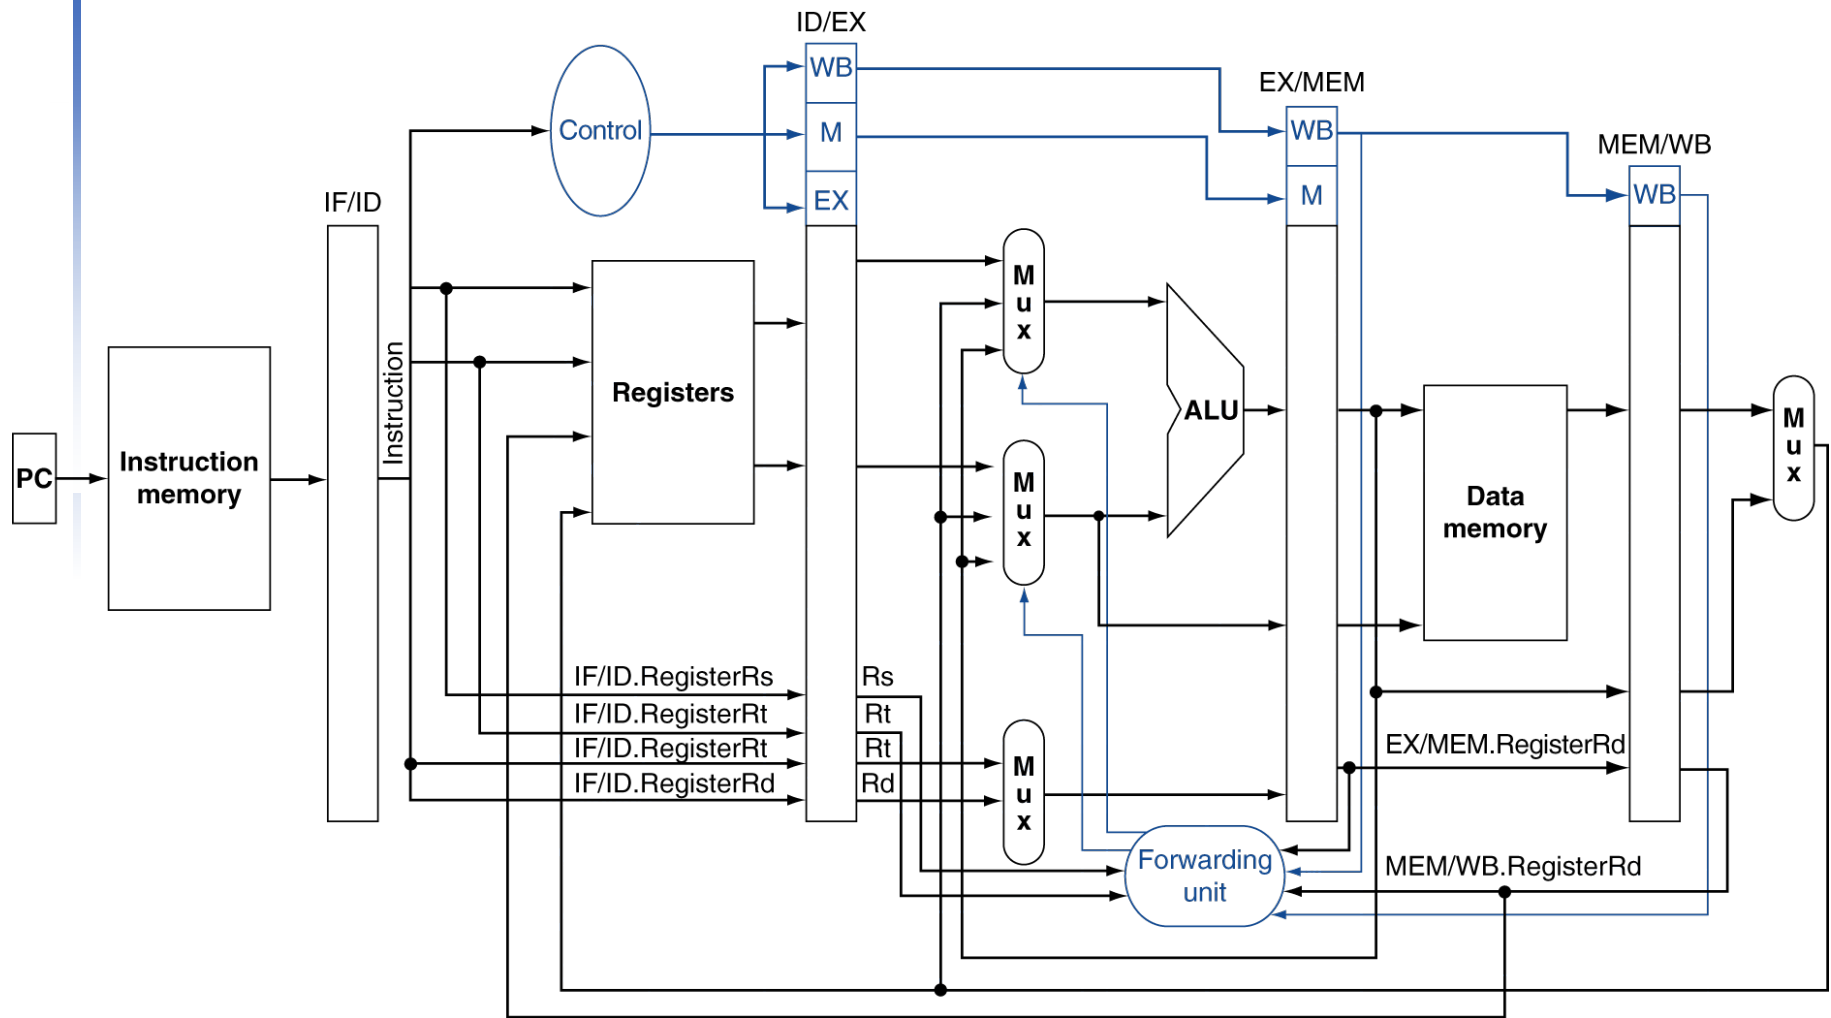 ID/EX
WB
EX/MEM
Control
M
WB
MEM/WB
EX
M
WB
IF/ID
M
u
x
Instruction
Registers
ALU
M
u
x
PC
Instruction
memory
M
u
x
Data
memory
IF/ID.RegisterRs
Rs
IF/ID.RegisterRt
Rt
IF/ID.RegisterRt
Rt
IF/ID.RegisterRd
Rd
M
u
x
EX/MEM.RegisterRd
Forwarding
unit
MEM/WB.RegisterRd